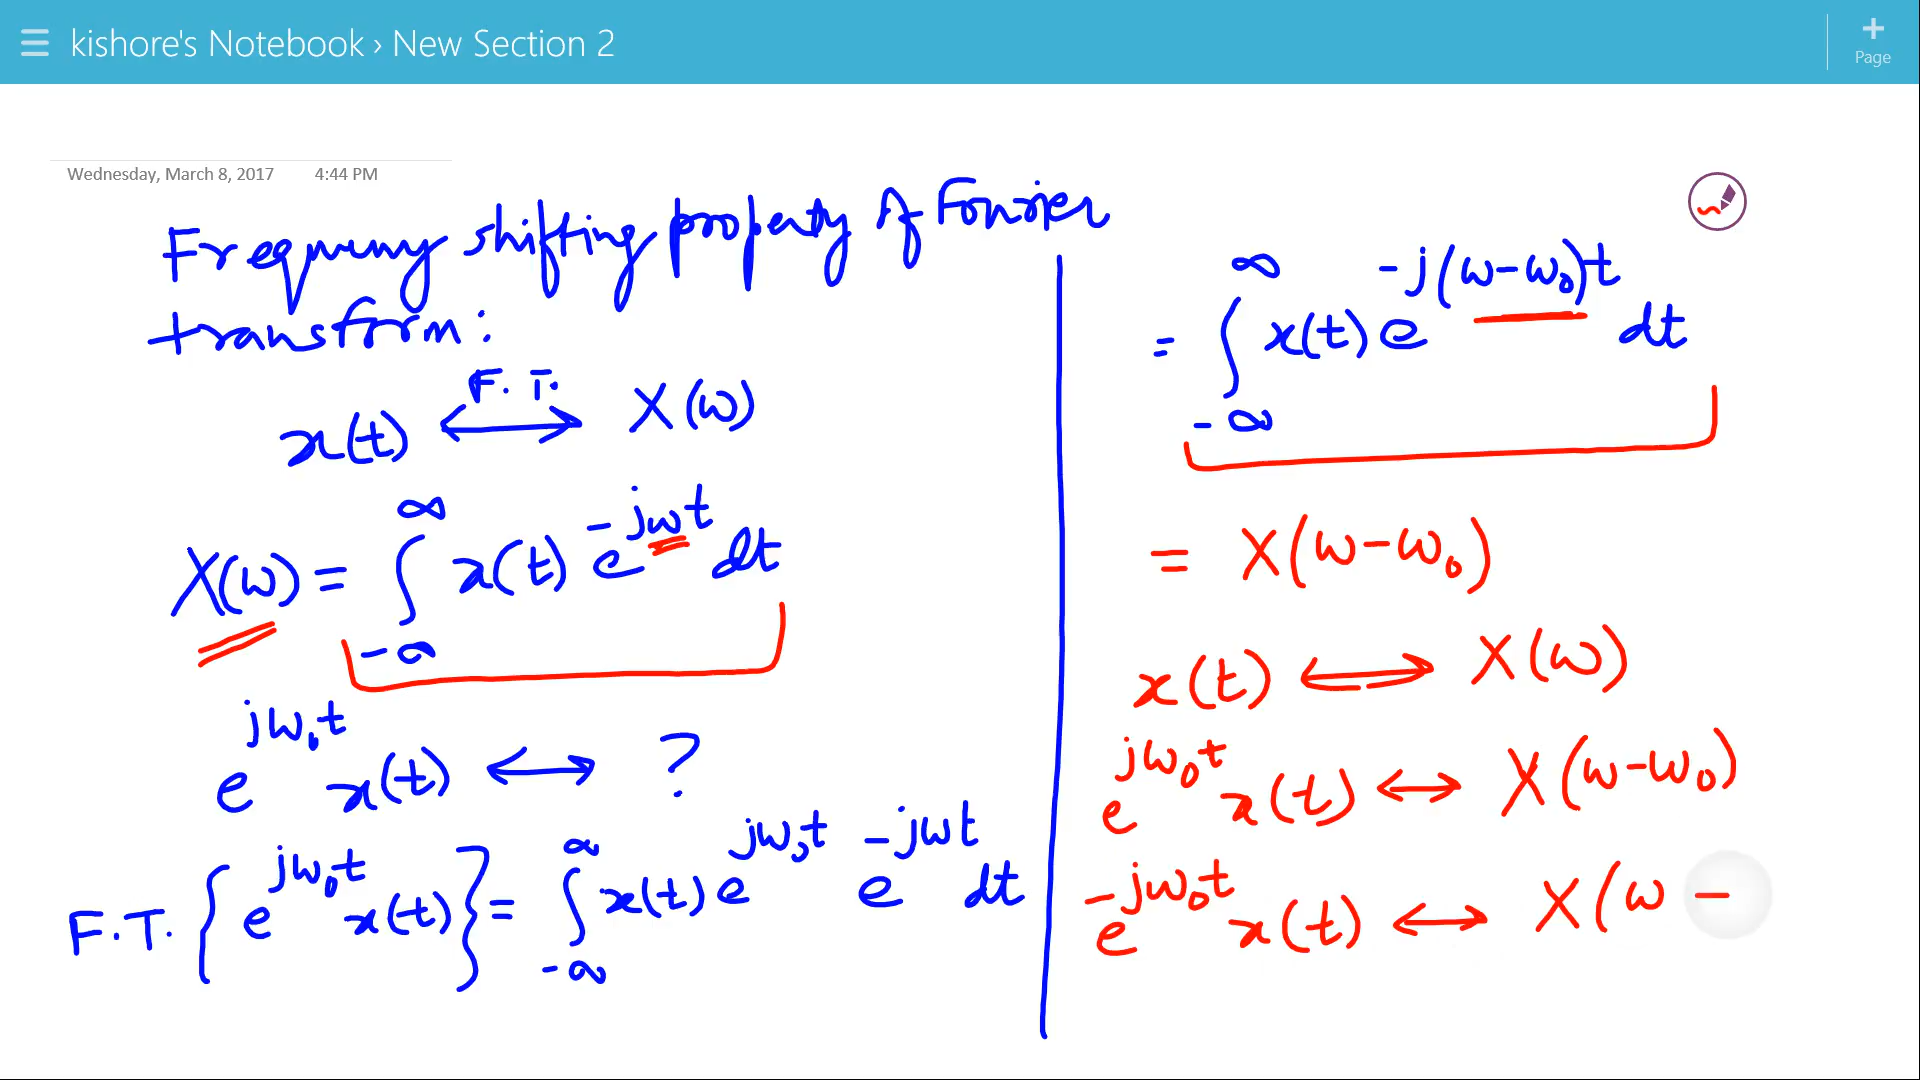 kishore's Notebook › New Section 2
+
Page
Wednesday, March 8, 2017 4:44 PM
Frequency shifting property of Fourier
transform:
x(t) ⟷ F.T. X(ω)
X(ω) = ∫_{-∞}^{∞} x(t) e^{-jωt} dt
e^{jω₀t} x(t) ⟷ ?
F.T. { e^{jω₀t} x(t) } = ∫_{-∞}^{∞} x(t) e^{jω₀t} e^{-jωt} dt
= ∫_{-∞}^{∞} x(t) e^{-j(ω-ω₀)t} dt
= X(ω-ω₀)
x(t) ⟷ X(ω)
e^{jω₀t} x(t) ⟷ X(ω-ω₀)
e^{-jω₀t} x(t) ⟷ X(ω -